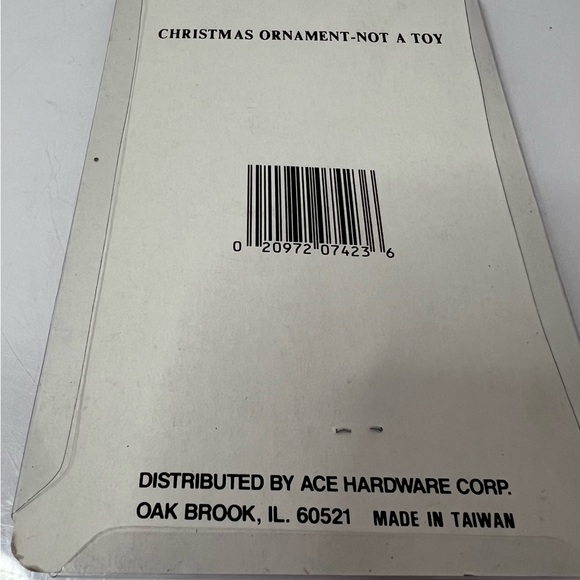 CHRISTMAS ORNAMENT-NOT A TOY
0 20972 07423 6
DISTRIBUTED BY ACE HARDWARE CORP.
OAK BROOK, IL. 60521 MADE IN TAIWAN